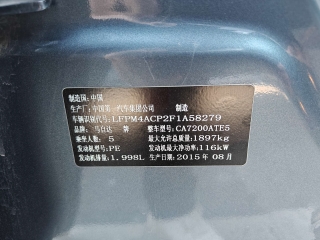 制造国:中国
生产厂:中国第一汽车集团公司 制造
车辆识别代号:LFPM4ACP2F1A58279
品牌:马自达 牌 整车型号:CA7200ATE5
乘坐人数:5 最大允许总质量:1897kg
发动机型号:PE 发动机最大净功率:116kW
发动机排量:1.998L 生产日期:2015年08月